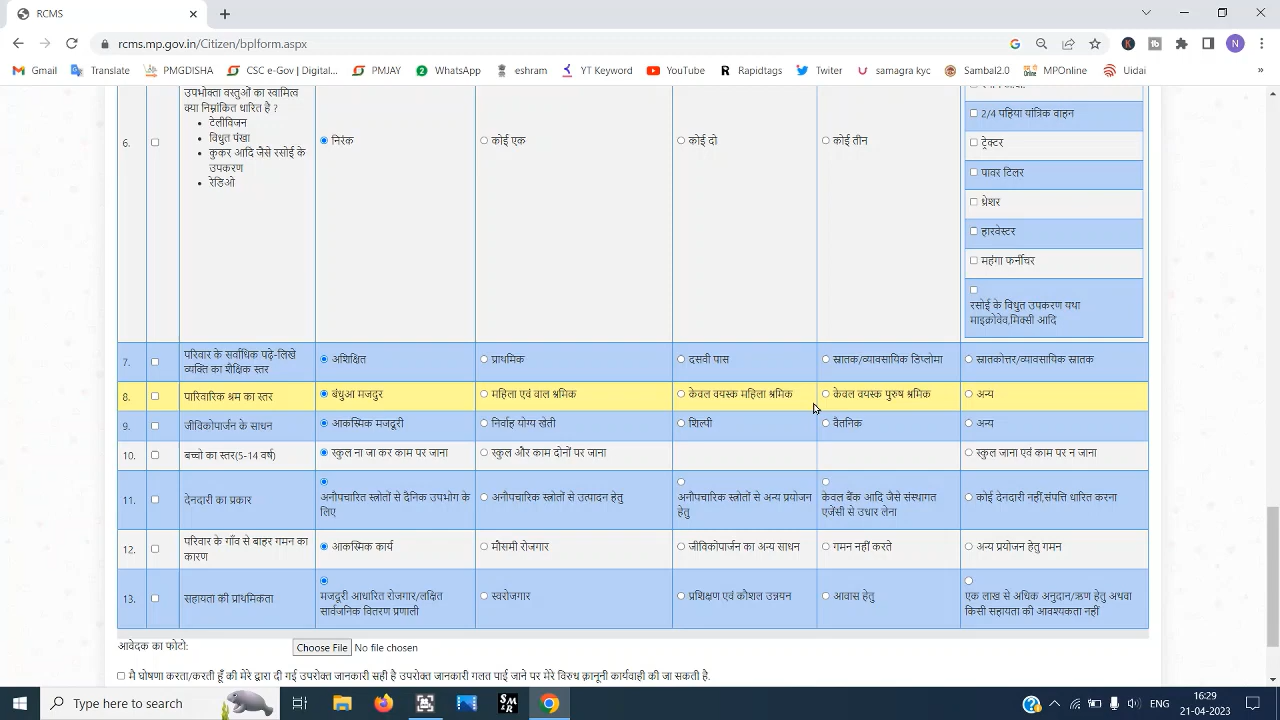 RCMS
rcms.mp.gov.in/Citizen/bplform.aspx
Gmail Translate PMGDISHA CSC e-Gov | Digital... PMJAY WhatsApp eshram YT Keyword YouTube Rapidtags Twiter samagra kyc Sambal2.0 MPOnline Uidai »
उपभोक्ता वस्तुओं का स्वामित्व
क्या निम्नांकित धारित है ?
टेलीविजन
विधुत पंखा
कुकर आदि जैसे रसोई के
उपकरण
रेडिओ
6.
निरंक
कोई एक
कोई दो
कोई तीन
2/4 पहिया यांत्रिक वाहन
ट्रेक्टर
पावर टिलर
थ्रेशर
हारवेस्टर
महंगा फर्नीचर
रसोई के विधुत उपकरण यथा
माइक्रोवेव,मिक्सी आदि
7.
परिवार के सर्वाधिक पढ़े-लिखे
व्यक्ति का शैक्षिक स्तर
अशिक्षित
प्राथमिक
दसवी पास
स्नातक/व्यावसायिक डिप्लोमा
स्नातकोत्तर/व्यावसायिक स्नातक
8.
पारिवारिक श्रम का स्तर
बंधुआ मजदुर
महिला एवं बाल श्रमिक
केवल वयस्क महिला श्रमिक
केवल वयस्क पुरुष श्रमिक
अन्य
9.
जीविकोपार्जन के साधन
आकस्मिक मजदूरी
निर्वाह योग्य खेती
शिल्पी
वैतनिक
अन्य
10.
बच्चो का स्तर(5-14 वर्ष)
स्कुल ना जा कर काम पर जाना
स्कुल और काम दोनों पर जाना
स्कुल जाना एवं काम पर न जाना
11.
देनदारी का प्रकार
अनौपचारित स्त्रोतों से दैनिक उपभोग के
लिए
अनौपचारिक स्त्रोतों से उत्पादन हेतु
अनौपचारिक स्त्रोतों से अन्य प्रयोजन
हेतु
केवल बैंक आदि जैसे संस्थागत
एजेंसी से उधार लेना
कोई देनदारी नहीं,संपत्ति धारित करना
12.
परिवार के गाँव से बाहर गमन का
कारण
आकस्मिक कार्य
मौसमी रोजगार
जीविकोपार्जन का अन्य साधन
गमन नहीं करते
अन्य प्रयोजन हेतु गमन
13.
सहायता की प्राथमिकता
मजदूरी आधारित रोजगार/लक्षित
सार्वजनिक वितरण प्रणाली
स्वरोजगार
प्रशिक्षण एवं कौशल उन्नयन
आवास हेतु
एक लाख से अधिक अनुदान/ऋण हेतु अथवा
किसी सहायता की आवश्यकता नहीं
आवेदक का फोटो: Choose File No file chosen
मै घोषणा करता/करती हूँ की मेरे द्वारा दी गई उपरोक्त जानकारी सही है उपरोक्त जानकारी गलत पाई जाने पर मेरे विरुध क़ानूनी कार्यवाही की जा सकती है.
Type here to search
ENG
16:29
21-04-2023